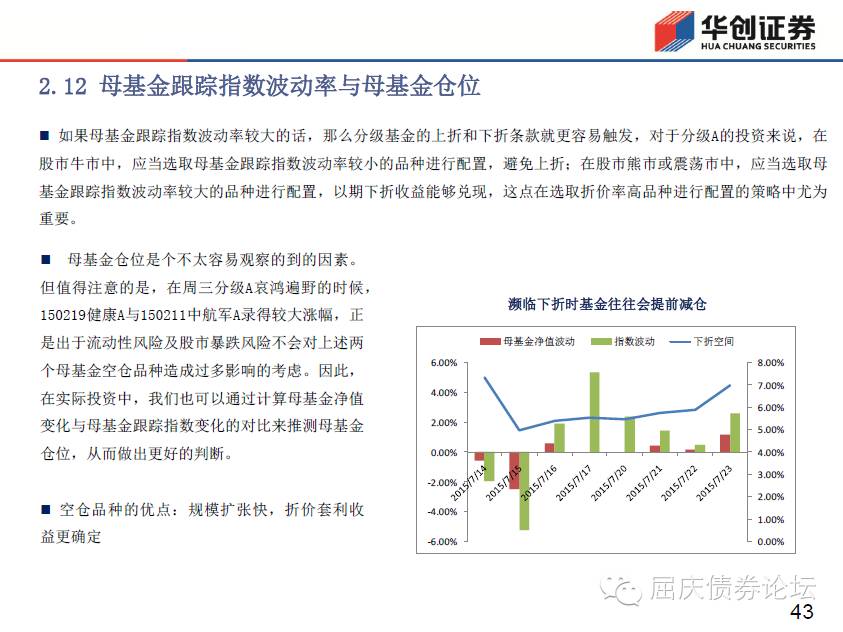 华创证券
HUA CHUANG SECURITIES
2.12 母基金跟踪指数波动率与母基金仓位
■ 如果母基金跟踪指数波动率较大的话，那么分级基金的上折和下折条款就更容易触发，对于分级A的投资来说，在
股市牛市中，应当选取母基金跟踪指数波动率较小的品种进行配置，避免上折；在股市熊市或震荡市中，应当选取母
基金跟踪指数波动率较大的品种进行配置，以期下折收益能够兑现，这点在选取折价率高品种进行配置的策略中尤为
重要。
■ 母基金仓位是个不太容易观察的到的因素。
但值得注意的是，在周三分级A哀鸿遍野的时候，
150219健康A与150211中航军A录得较大涨幅，正
是出于流动性风险及股市暴跌风险不会对上述两
个母基金空仓品种造成过多影响的考虑。因此，
在实际投资中，我们也可以通过计算母基金净值
变化与母基金跟踪指数变化的对比来推测母基金
仓位，从而做出更好的判断。
■ 空仓品种的优点：规模扩张快，折价套利收
益更确定
濒临下折时基金往往会提前减仓
母基金净值波动 指数波动 下折空间
6.00% 8.00%
4.00% 7.00%
2.00% 6.00%
0.00% 5.00%
-2.00% 4.00%
-4.00% 3.00%
-6.00% 2.00%
1.00%
0.00%
2015/7/14 2015/7/15 2015/7/16 2015/7/17 2015/7/20 2015/7/21 2015/7/22 2015/7/23
屈庆债券论坛
43